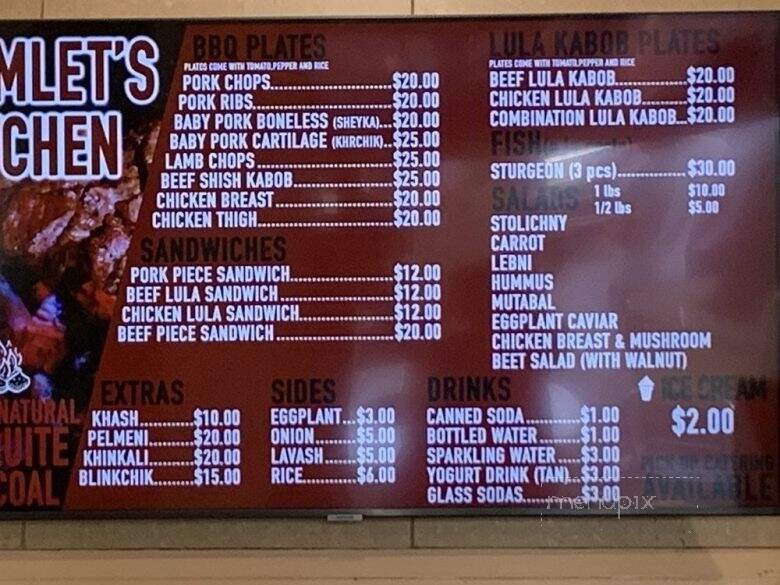 MLET'S
CHEN
BBQ PLATES
PLATES COME WITH TOMATO,PEPPER AND RICE
PORK CHOPS..............................$20.00
PORK RIBS................................$20.00
BABY PORK BONELESS (SHEYKA)...$20.00
BABY PORK CARTILAGE (KHRCHIK)..$25.00
LAMB CHOPS............................$25.00
BEEF SHISH KABOB....................$25.00
CHICKEN BREAST.......................$20.00
CHICKEN THIGH..........................$20.00
SANDWICHES
PORK PIECE SANDWICH....................$12.00
BEEF LULA SANDWICH......................$12.00
CHICKEN LULA SANDWICH..................$12.00
BEEF PIECE SANDWICH.......................$20.00
LULA KABOB PLATES
PLATES COME WITH TOMATO,PEPPER AND RICE
BEEF LULA KABOB..............$20.00
CHICKEN LULA KABOB.........$20.00
COMBINATION LULA KABOB...$20.00
FISH
STURGEON (3 pcs)..............$30.00
SALADS
1 lbs $10.00
1/2 lbs $5.00
STOLICHNY
CARROT
LEBNI
HUMMUS
MUTABAL
EGGPLANT CAVIAR
CHICKEN BREAST & MUSHROOM
BEET SALAD (WITH WALNUT)
NATURAL
UITE
COAL
EXTRAS
KHASH...........$10.00
PELMENI.........$20.00
KHINKALI.........$20.00
BLINKCHIK........$15.00
SIDES
EGGPLANT...$3.00
ONION.........$5.00
LAVASH.......$5.00
RICE............$6.00
DRINKS
CANNED SODA.............$1.00
BOTTLED WATER..........$1.00
SPARKLING WATER......$3.00
YOGURT DRINK (TAN)...$3.00
GLASS SODAS.............$3.00
ICE CREAM
$2.00
PICK UP CATERING
AVAILABLE
menupix